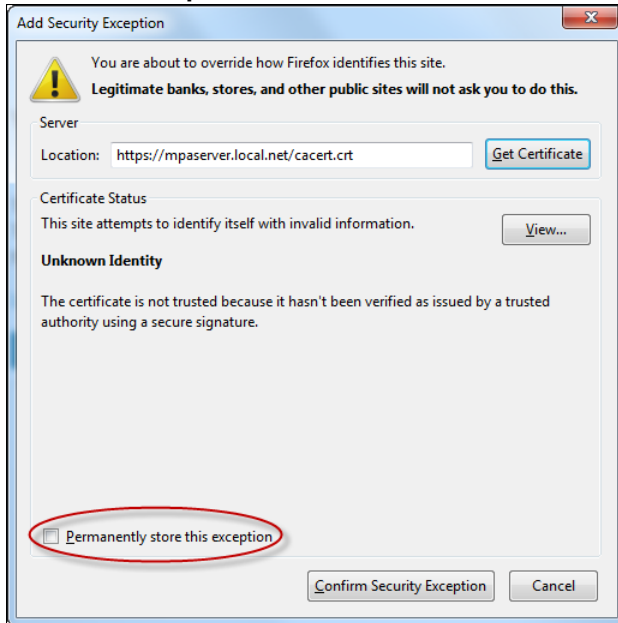 Add Security Exception
You are about to override how Firefox identifies this site.
Legitimate banks, stores, and other public sites will not ask you to do this.
Server
Location: https://mpaserver.local.net/cacert.crt Get Certificate
Certificate Status
This site attempts to identify itself with invalid information. View...
Unknown Identity
The certificate is not trusted because it hasn't been verified as issued by a trusted
authority using a secure signature.
Permanently store this exception
Confirm Security Exception Cancel